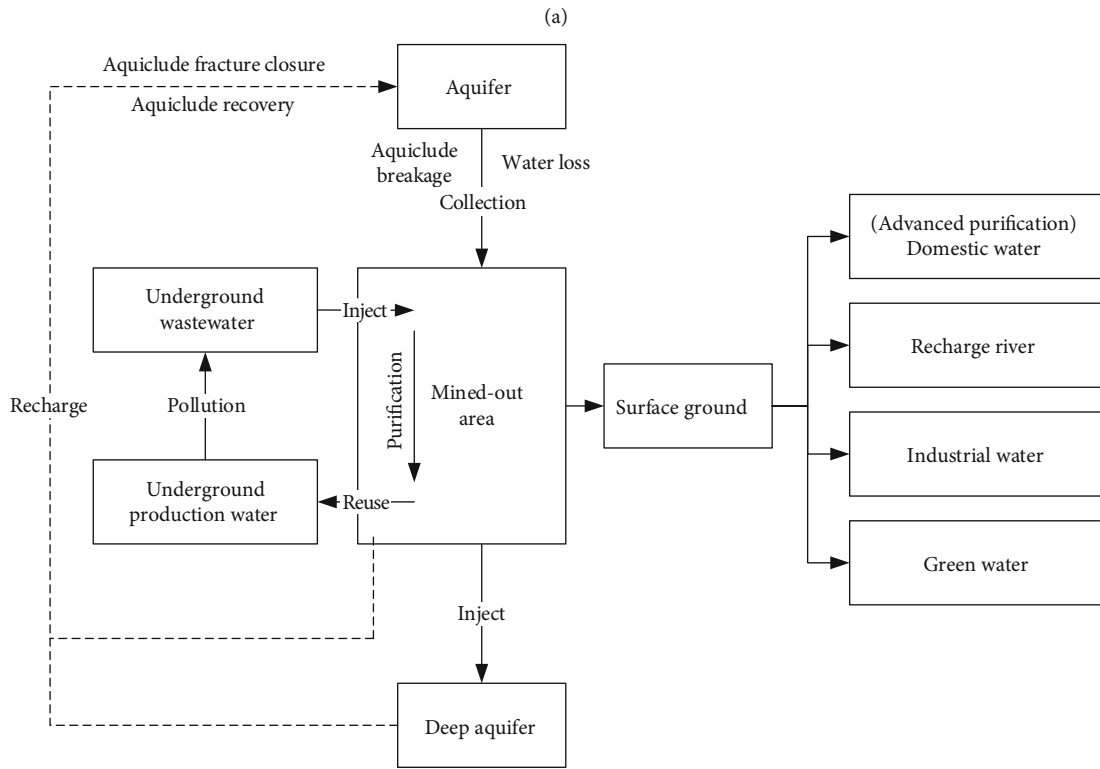 (a)
Aquiclude fracture closure
Aquiclude recovery
Aquifer
Aquiclude
breakage
Water loss
Collection
(Advanced purification)
Domestic water
Underground
wastewater
Inject
Recharge river
Recharge
Pollution
Purification
Mined-out
area
Surface ground
Industrial water
Underground
production water
Reuse
Green water
Inject
Deep aquifer